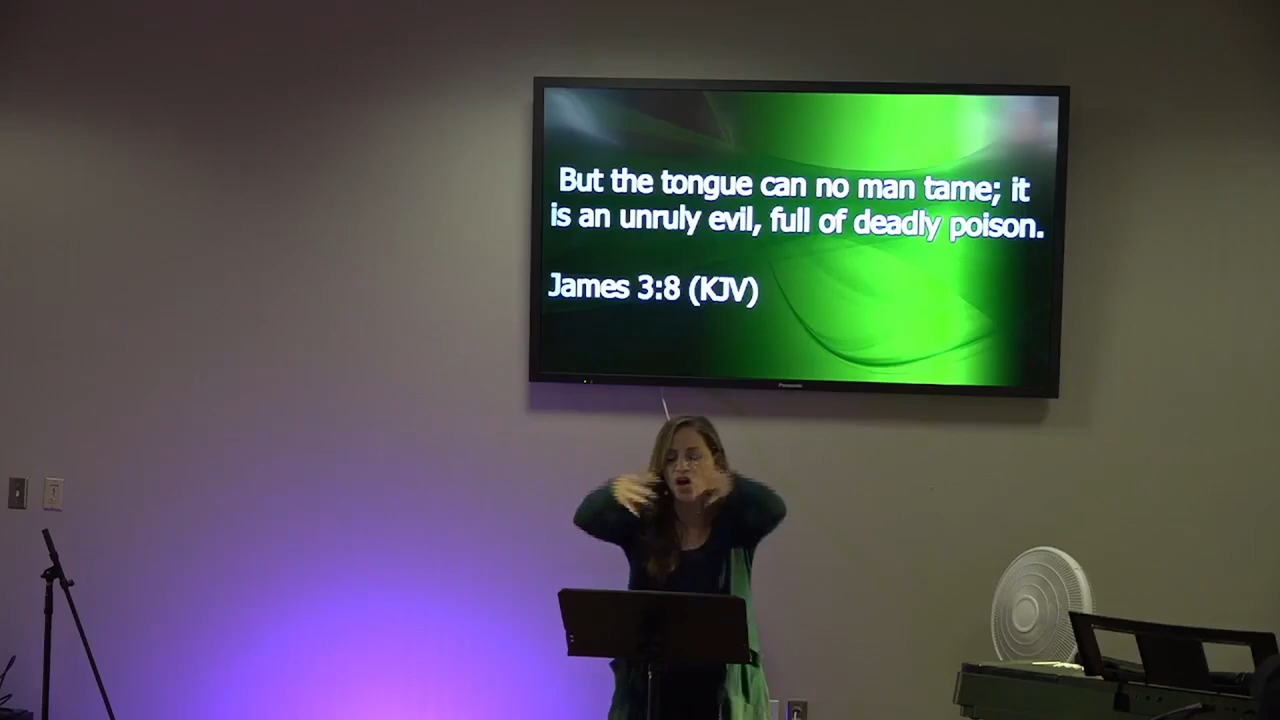 But the tongue can no man tame; it
is an unruly evil, full of deadly poison.
James 3:8 (KJV)
Panasonic